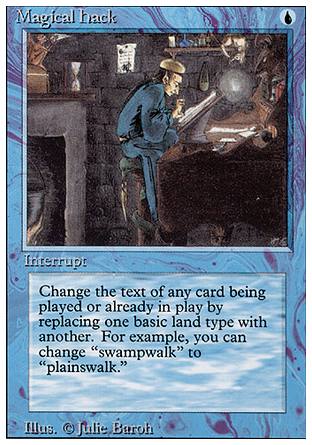 Magical Hack
Interrupt
Change the text of any card being
played or already in play by
replacing one basic land type with
another. For example, you can
change "swampwalk" to
"plainswalk."
Illus. © Julie Baroh